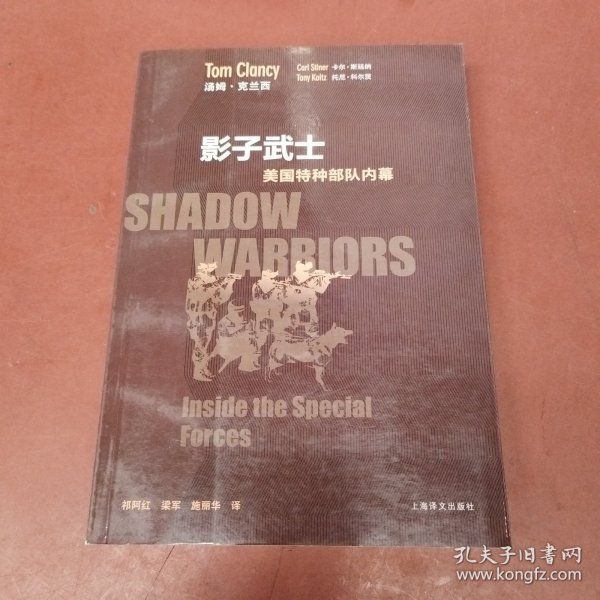 Tom Clancy
汤姆·克兰西
Carl Stiner 卡尔·斯廷纳
Tony Koltz 托尼·科尔茨
影子武士
美国特种部队内幕
SHADOW
WARRIORS
Inside the Special
Forces
祁阿红 梁军 施丽华 译
上海译文出版社
孔夫子旧书网
www.kongfz.com